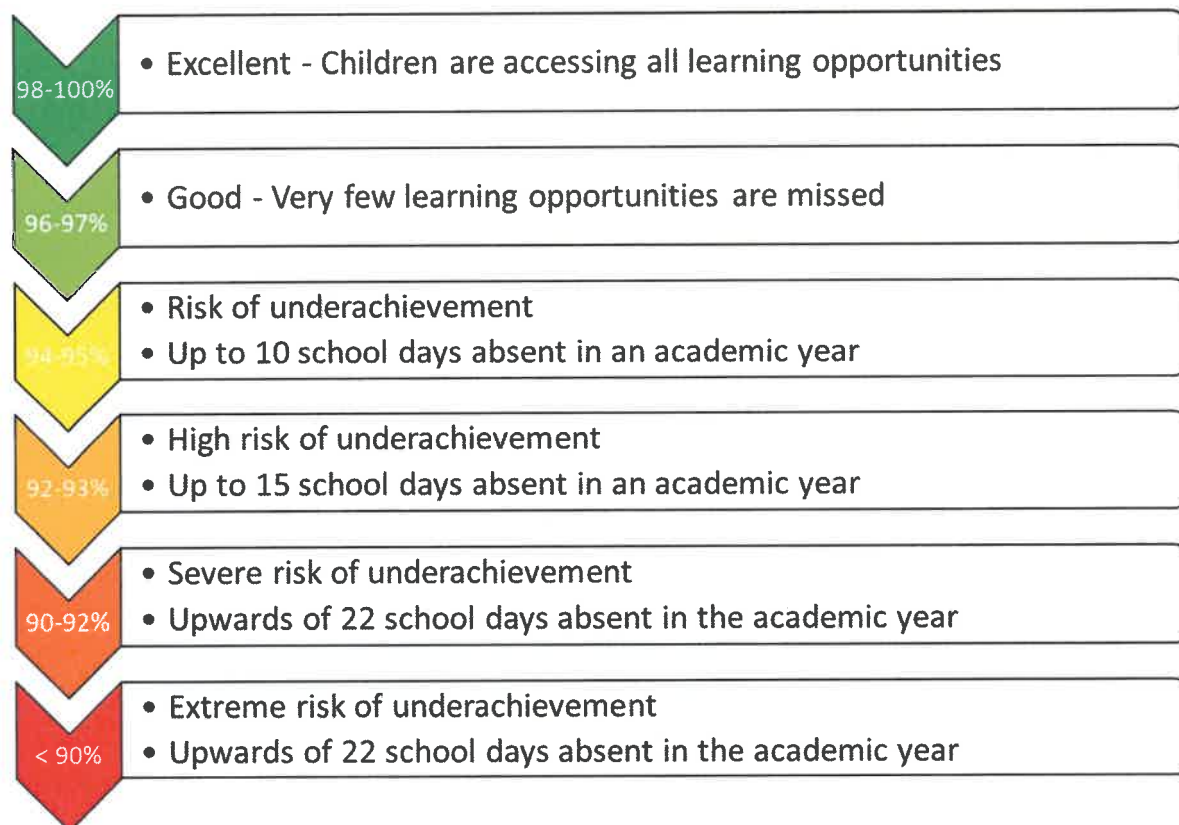 98-100%
• Excellent - Children are accessing all learning opportunities
96-97%
• Good - Very few learning opportunities are missed
94-95%
• Risk of underachievement
• Up to 10 school days absent in an academic year
92-93%
• High risk of underachievement
• Up to 15 school days absent in an academic year
90-92%
• Severe risk of underachievement
• Upwards of 22 school days absent in the academic year
< 90%
• Extreme risk of underachievement
• Upwards of 22 school days absent in the academic year